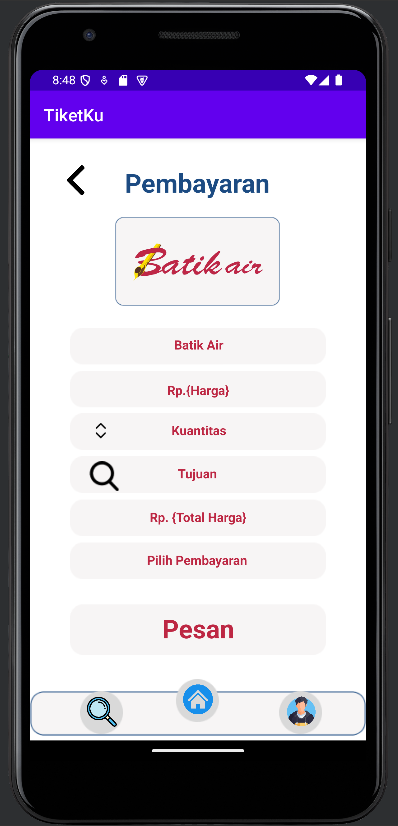 8:48
TiketKu
Pembayaran
Batik air
Batik Air
Rp.{Harga}
Kuantitas
Tujuan
Rp. {Total Harga}
Pilih Pembayaran
Pesan